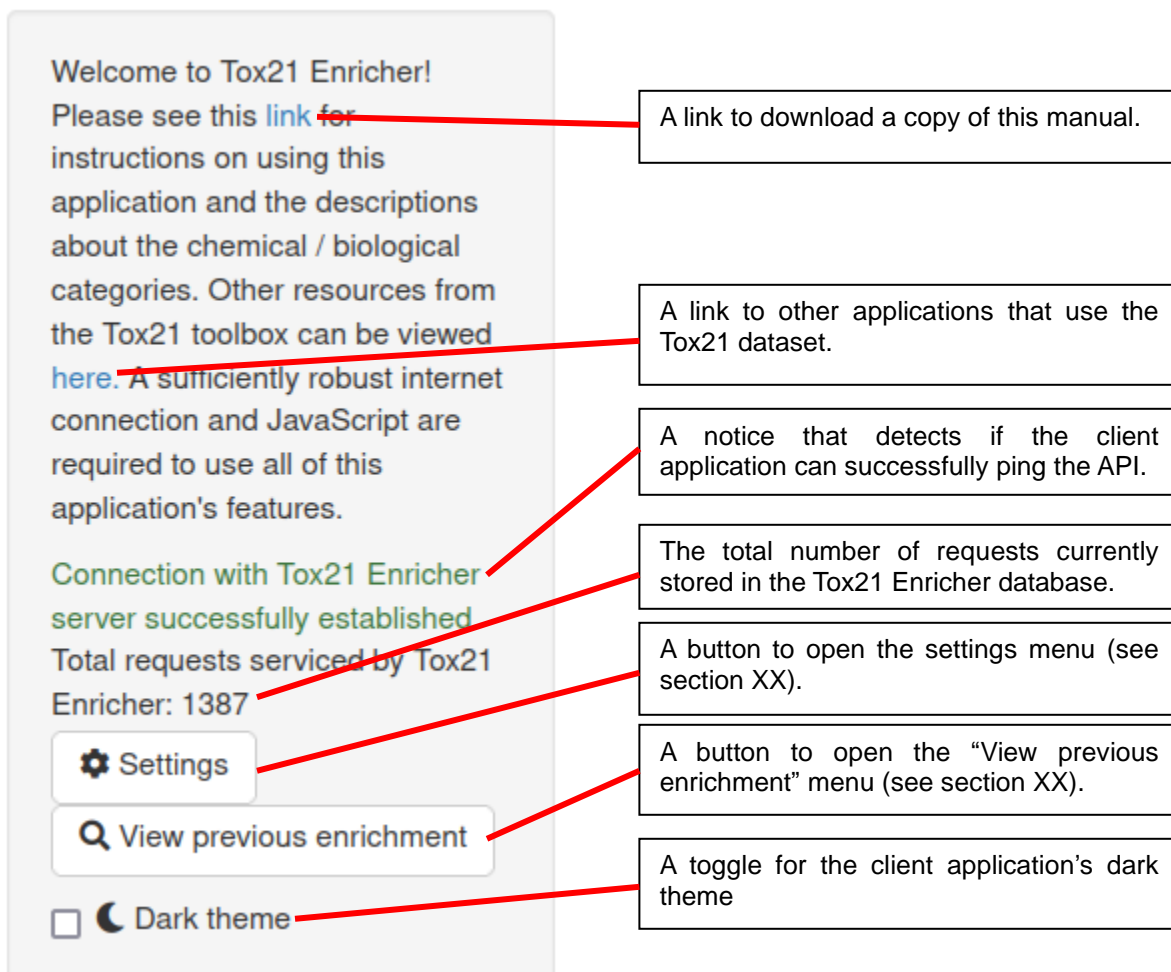 Welcome to Tox21 Enricher!
Please see this link for
instructions on using this
application and the descriptions
about the chemical / biological
categories. Other resources from
the Tox21 toolbox can be viewed
here. A sufficiently robust internet
connection and JavaScript are
required to use all of this
application's features.
Connection with Tox21 Enricher
server successfully established
Total requests serviced by Tox21
Enricher: 1387
Settings
View previous enrichment
Dark theme
A link to download a copy of this manual.
A link to other applications that use the
Tox21 dataset.
A notice that detects if the client
application can successfully ping the API.
The total number of requests currently
stored in the Tox21 Enricher database.
A button to open the settings menu (see
section XX).
A button to open the “View previous
enrichment” menu (see section XX).
A toggle for the client application’s dark
theme